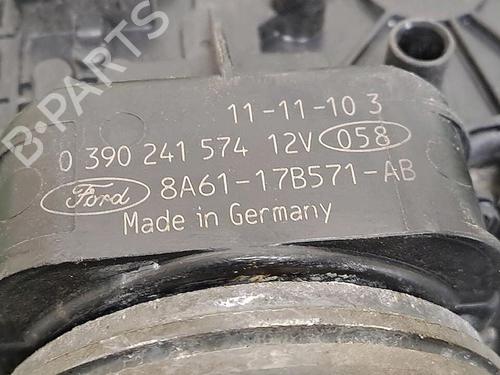 B-PARTS
11-11-10 3
0 390 241 574 12V 058
Ford 8A61-17B571-AB
Made in Germany